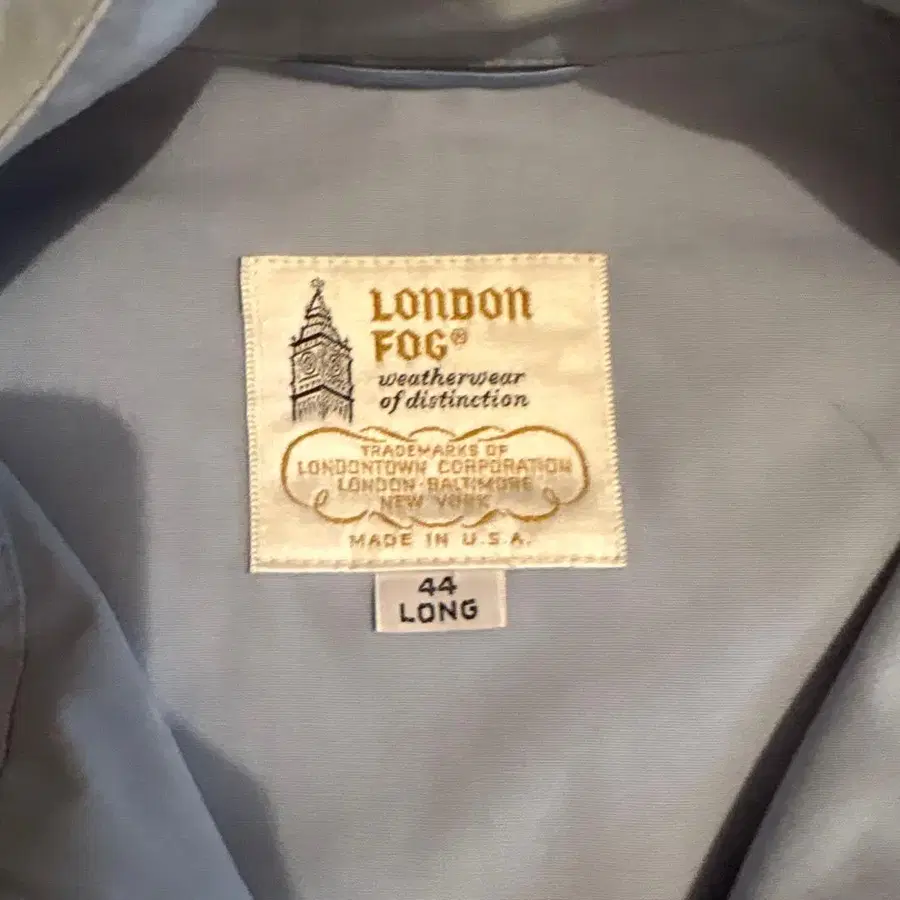 LONDON
FOG®
weatherwear
of distinction
TRADEMARKS OF
LONDONTOWN CORPORATION
LONDON·BALTIMORE
NEW YORK
MADE IN U.S.A.
44
LONG